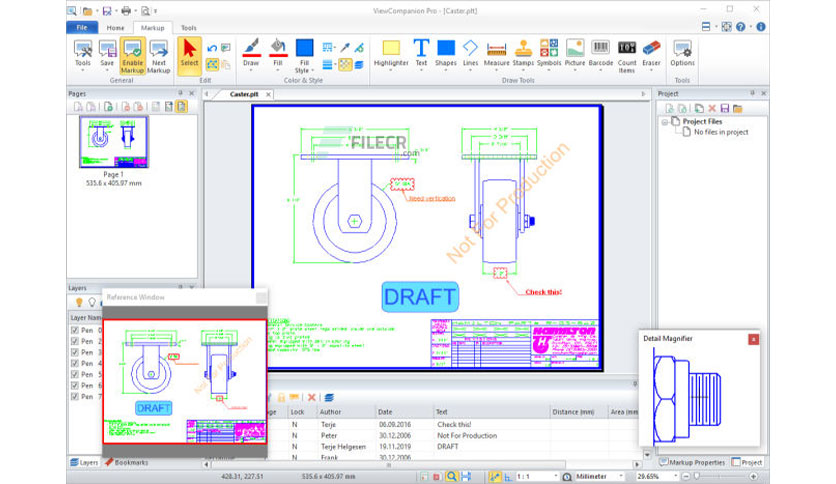 ViewCompanion Pro - [Caster.plt]
File Home Markup Tools
Tools Save Enable Markup Next Markup Select Draw Fill Fill Style Highlighter Text Shapes Lines Measure Stamps Symbols Picture Barcode Count Items Eraser Options
General Edit Color & Style Draw Tools Tools
Pages
Caster.plt
Project
Project Files
No files in project
Page 1
535.6 x 405.97 mm
FILECR
.com
Need verification
Not For Production
Check this!
DRAFT
HAMILTON
Layers
Layer Name
Pen 0
Pen
Pen 2
Pen 3
Pen 4
Pen 5
Pen 6
Pen 7
Reference Window
Not For Production
DRAFT
Detail Magnifier
Lock Author Date Text Distance (mm) Area (mm
N Terje 06.09.2016 Check this!
N Peter 30.12.2006 Not For Production
N Terje Helgesen 19.11.2019 DRAFT
N Frank 30.12.2006
Layers Bookmarks
Markup Properties Project
428.31, 227.51 535.6 x 405.97 mm 1 : 1 Millimeter 29.65%